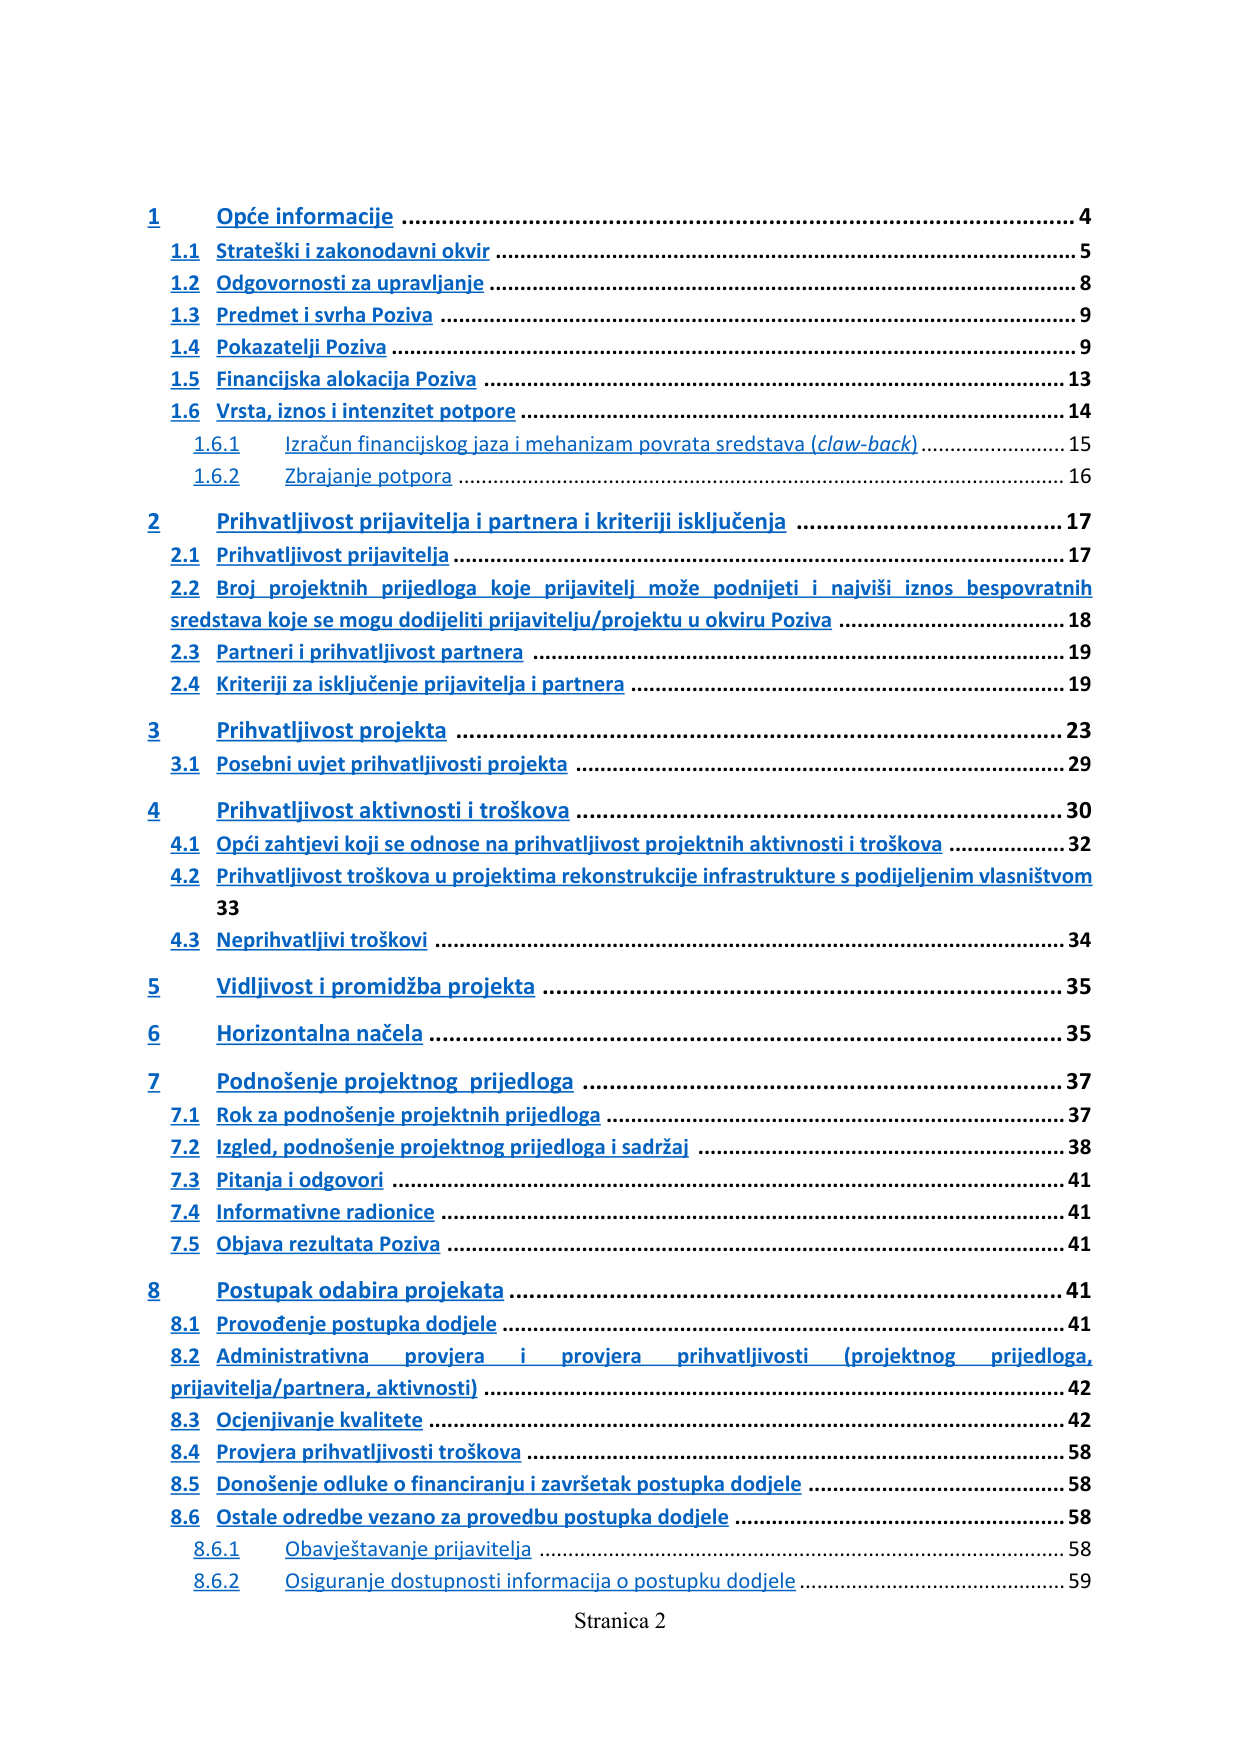 1 Opće informacije ........ 4
1.1 Strateški i zakonodavni okvir ........ 5
1.2 Odgovornosti za upravljanje ........ 8
1.3 Predmet i svrha Poziva ........ 9
1.4 Pokazatelji Poziva ........ 9
1.5 Financijska alokacija Poziva ........ 13
1.6 Vrsta, iznos i intenzitet potpore ........ 14
1.6.1 Izračun financijskog jaza i mehanizam povrata sredstava (claw-back) ........ 15
1.6.2 Zbrajanje potpora ........ 16
2 Prihvatljivost prijavitelja i partnera i kriteriji isključenja ........ 17
2.1 Prihvatljivost prijavitelja ........ 17
2.2 Broj projektnih prijedloga koje prijavitelj može podnijeti i najviši iznos bespovratnih
sredstava koje se mogu dodijeliti prijavitelju/projektu u okviru Poziva ........ 18
2.3 Partneri i prihvatljivost partnera ........ 19
2.4 Kriteriji za isključenje prijavitelja i partnera ........ 19
3 Prihvatljivost projekta ........ 23
3.1 Posebni uvjet prihvatljivosti projekta ........ 29
4 Prihvatljivost aktivnosti i troškova ........ 30
4.1 Opći zahtjevi koji se odnose na prihvatljivost projektnih aktivnosti i troškova ........ 32
4.2 Prihvatljivost troškova u projektima rekonstrukcije infrastrukture s podijeljenim vlasništvom
33
4.3 Neprihvatljivi troškovi ........ 34
5 Vidljivost i promidžba projekta ........ 35
6 Horizontalna načela ........ 35
7 Podnošenje projektnog prijedloga ........ 37
7.1 Rok za podnošenje projektnih prijedloga ........ 37
7.2 Izgled, podnošenje projektnog prijedloga i sadržaj ........ 38
7.3 Pitanja i odgovori ........ 41
7.4 Informativne radionice ........ 41
7.5 Objava rezultata Poziva ........ 41
8 Postupak odabira projekata ........ 41
8.1 Provođenje postupka dodjele ........ 41
8.2 Administrativna provjera i provjera prihvatljivosti (projektnog prijedloga,
prijavitelja/partnera, aktivnosti) ........ 42
8.3 Ocjenjivanje kvalitete ........ 42
8.4 Provjera prihvatljivosti troškova ........ 58
8.5 Donošenje odluke o financiranju i završetak postupka dodjele ........ 58
8.6 Ostale odredbe vezano za provedbu postupka dodjele ........ 58
8.6.1 Obavještavanje prijavitelja ........ 58
8.6.2 Osiguranje dostupnosti informacija o postupku dodjele ........ 59
Stranica 2